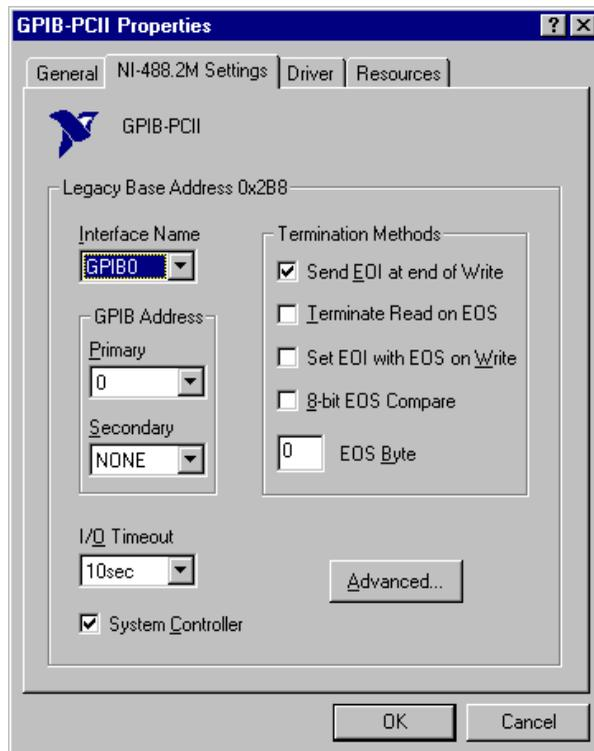 GPIB-PCII Properties
General
NI-488.2M Settings
Driver
Resources
GPIB-PCII
Legacy Base Address 0x2B8
Interface Name
GPIB0
GPIB Address
Primary
0
Secondary
NONE
I/O Timeout
10sec
System Controller
Termination Methods
Send EOI at end of Write
Terminate Read on EOS
Set EOI with EOS on Write
8-bit EOS Compare
0 EOS Byte
Advanced...
OK
Cancel